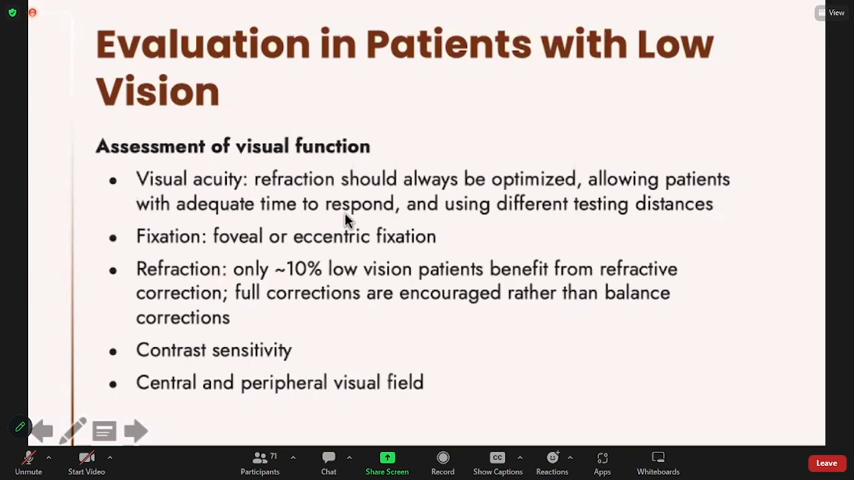 View
Evaluation in Patients with Low
Vision
Assessment of visual function
• Visual acuity: refraction should always be optimized, allowing patients
with adequate time to respond, and using different testing distances
• Fixation: foveal or eccentric fixation
• Refraction: only ~10% low vision patients benefit from refractive
correction; full corrections are encouraged rather than balance
corrections
• Contrast sensitivity
• Central and peripheral visual field
Unmute
Start Video
Participants 71
Chat
Share Screen
Record
CC Show Captions
Reactions
Apps
Whiteboards
Leave